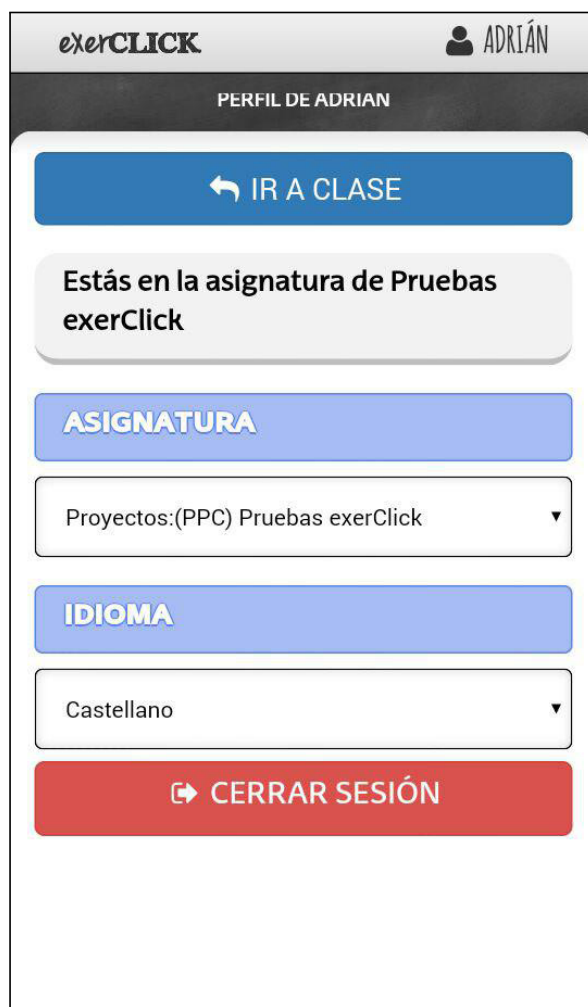 exerCLICK
ADRIÁN
PERFIL DE ADRIAN
IR A CLASE
Estás en la asignatura de Pruebas
exerClick
ASIGNATURA
Proyectos:(PPC) Pruebas exerClick
IDIOMA
Castellano
CERRAR SESIÓN